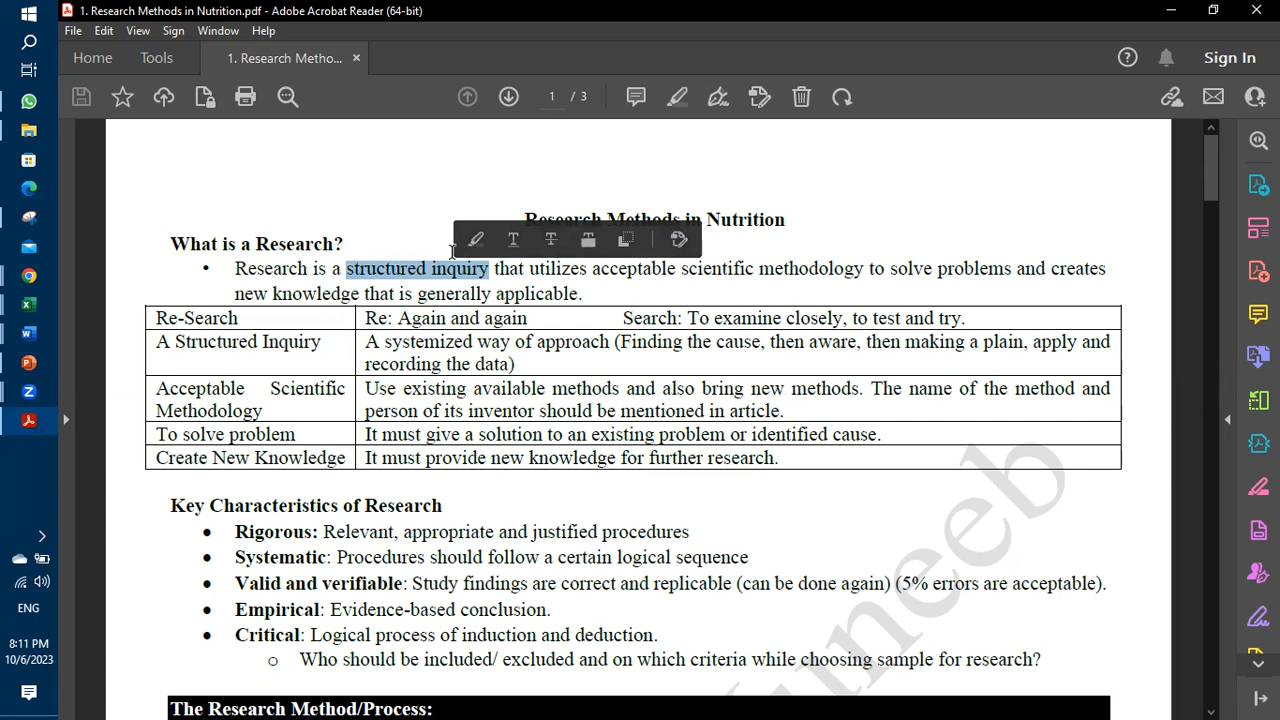 1. Research Methods in Nutrition.pdf - Adobe Acrobat Reader (64-bit)
File Edit View Sign Window Help
Home Tools 1. Research Metho... × Sign In
1 / 3
Research Methods in Nutrition
What is a Research?
• Research is a structured inquiry that utilizes acceptable scientific methodology to solve problems and creates
new knowledge that is generally applicable.
Re-Search Re: Again and again Search: To examine closely, to test and try.
A Structured Inquiry A systemized way of approach (Finding the cause, then aware, then making a plain, apply and
recording the data)
Acceptable Scientific Use existing available methods and also bring new methods. The name of the method and
Methodology person of its inventor should be mentioned in article.
To solve problem It must give a solution to an existing problem or identified cause.
Create New Knowledge It must provide new knowledge for further research.
Key Characteristics of Research
• Rigorous: Relevant, appropriate and justified procedures
• Systematic: Procedures should follow a certain logical sequence
• Valid and verifiable: Study findings are correct and replicable (can be done again) (5% errors are acceptable).
• Empirical: Evidence-based conclusion.
• Critical: Logical process of induction and deduction.
o Who should be included/ excluded and on which criteria while choosing sample for research?
The Research Method/Process:
ENG
8:11 PM
10/6/2023